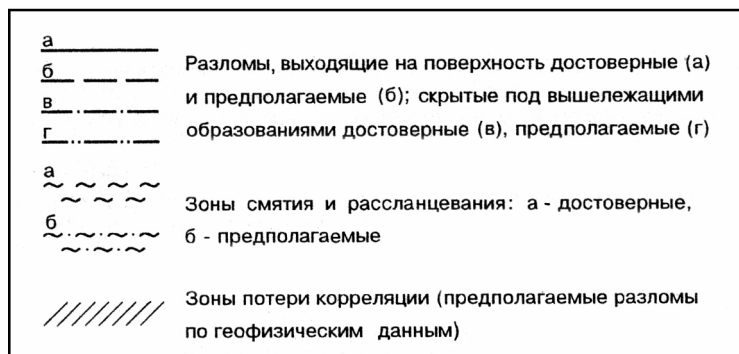 а
б
в
г
Разломы, выходящие на поверхность достоверные (а)
и предполагаемые (б); скрытые под вышележащими
образованиями достоверные (в), предполагаемые (г)
а
б
Зоны смятия и рассланцевания: а - достоверные,
б - предполагаемые
Зоны потери корреляции (предполагаемые разломы
по геофизическим данным)